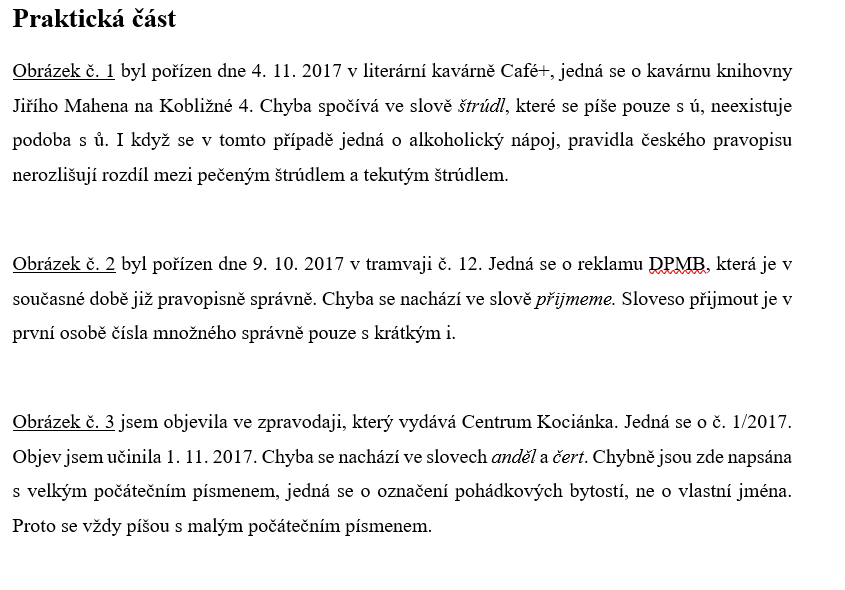 Praktická část
Obrázek č. 1 byl pořízen dne 4. 11. 2017 v literární kavárně Café+, jedná se o kavárnu knihovny
Jiřího Mahena na Kobližné 4. Chyba spočívá ve slově štrúdl, které se píše pouze s ú, neexistuje
podoba s ů. I když se v tomto případě jedná o alkoholický nápoj, pravidla českého pravopisu
nerozlišují rozdíl mezi pečeným štrúdlem a tekutým štrúdlem.
Obrázek č. 2 byl pořízen dne 9. 10. 2017 v tramvaji č. 12. Jedná se o reklamu DPMB, která je v
současné době již pravopisně správně. Chyba se nachází ve slově přijmeme. Sloveso přijmout je v
první osobě čísla množného správně pouze s krátkým i.
Obrázek č. 3 jsem objevila ve zpravodaji, který vydává Centrum Kociánka. Jedná se o č. 1/2017.
Objev jsem učinila 1. 11. 2017. Chyba se nachází ve slovech anděl a čert. Chybně jsou zde napsána
s velkým počátečním písmenem, jedná se o označení pohádkových bytostí, ne o vlastní jména.
Proto se vždy píšou s malým počátečním písmenem.